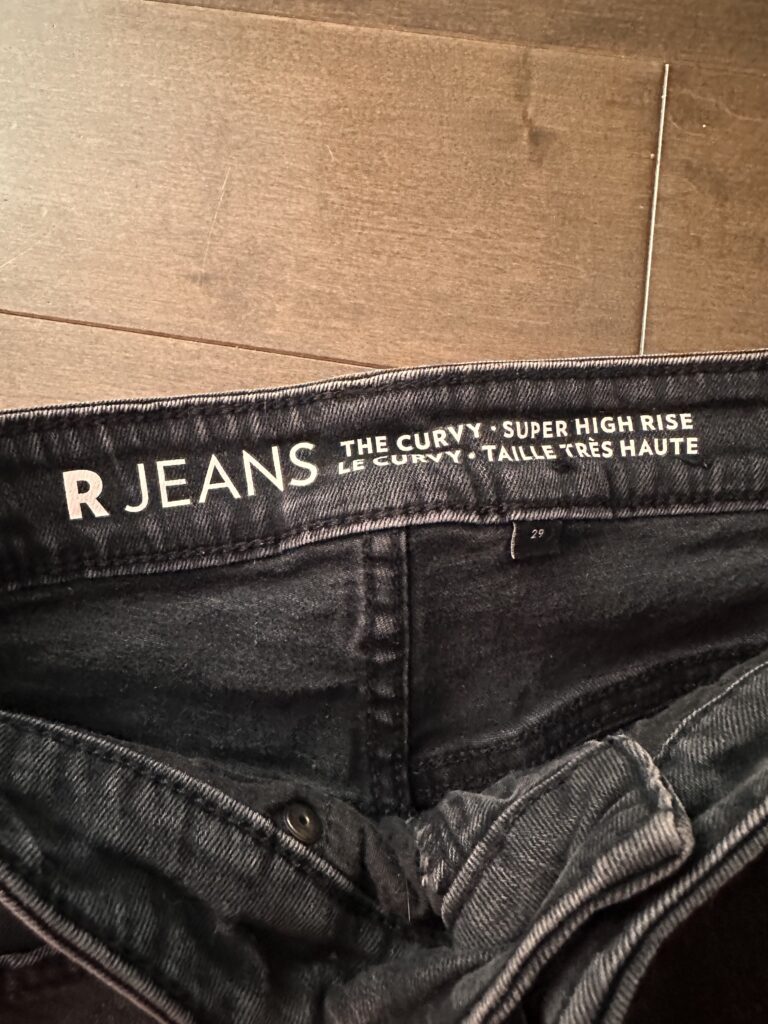 R JEANS
THE CURVY · SUPER HIGH RISE
LE CURVY · TAILLE TRÈS HAUTE
29